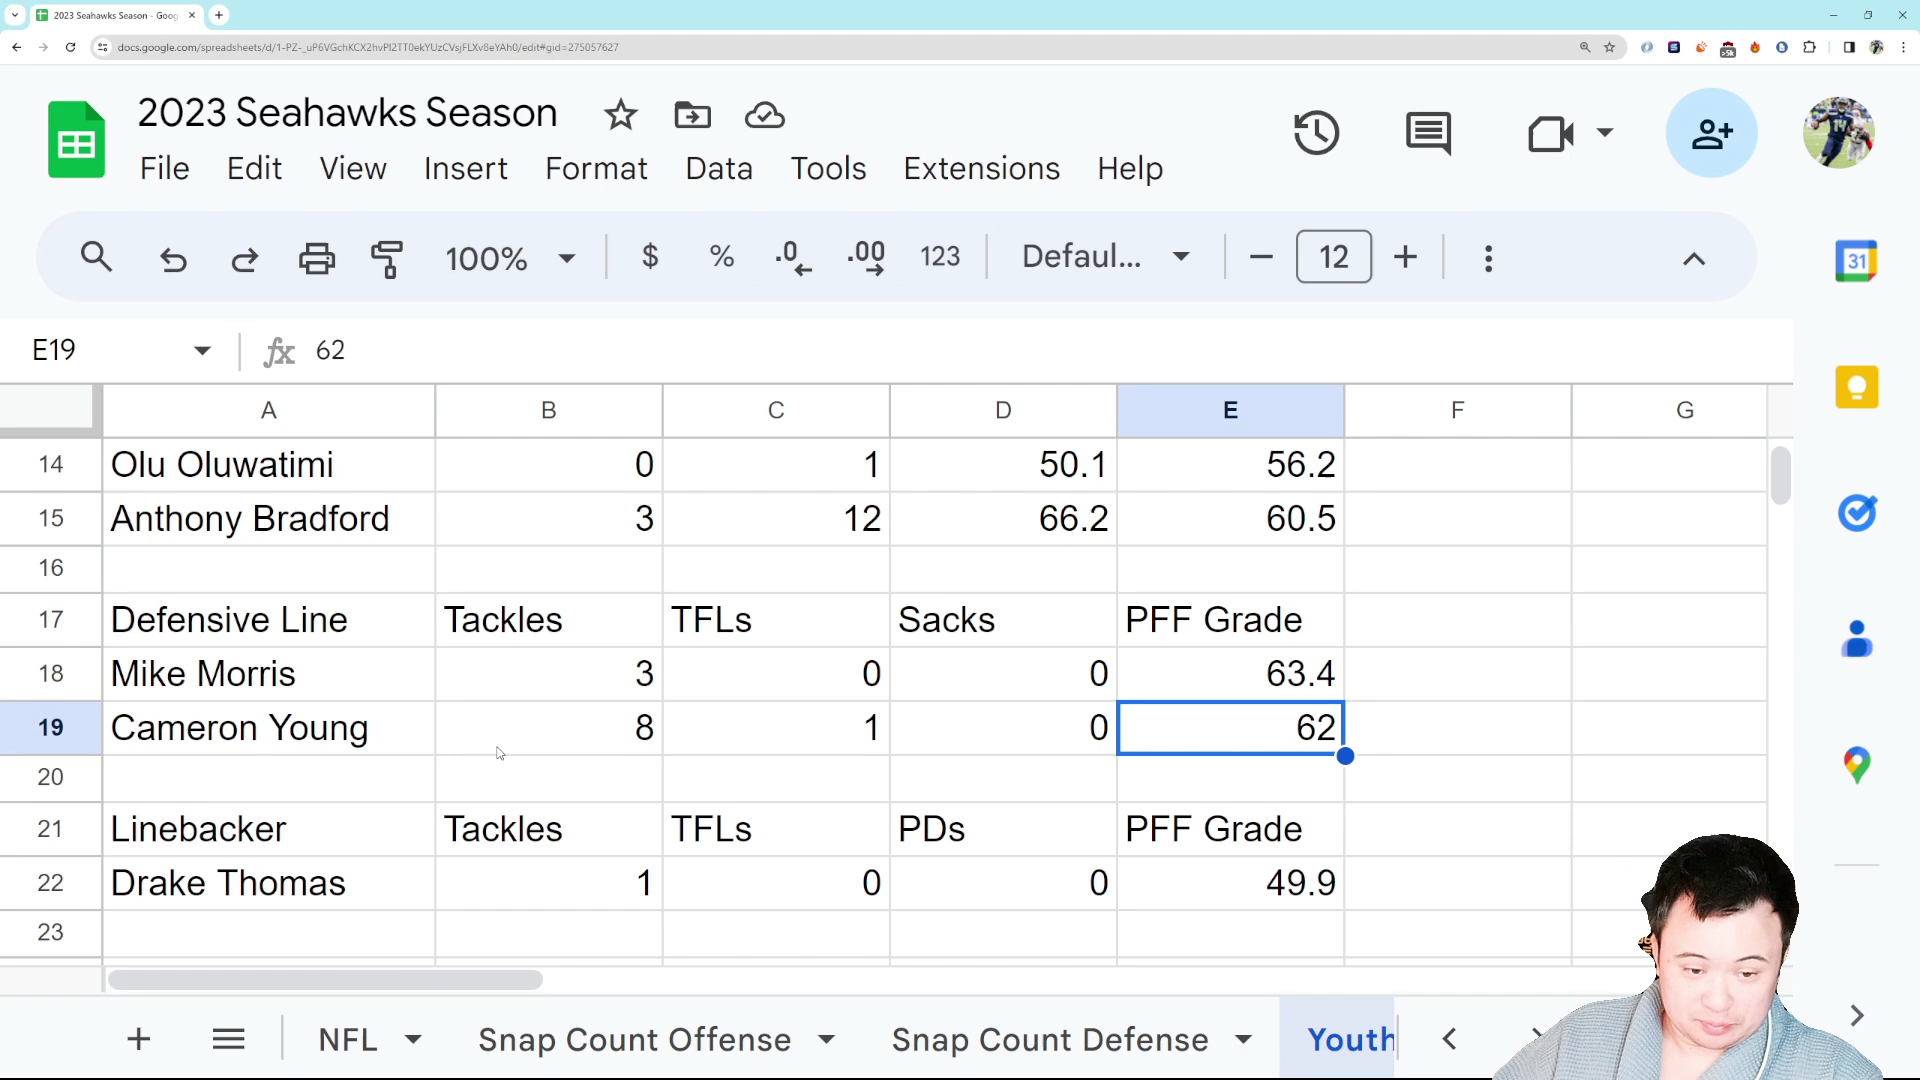 2023 Seahawks Season - Goog
docs.google.com/spreadsheets/d/1-PZ-_uP6VGchKCX2hvPI2TT0ekYUzCVsjFLXv8eYAh0/edit#gid=275057627
2023 Seahawks Season
File Edit View Insert Format Data Tools Extensions Help
100% $ % .0 .00 123 Defaul... 12
31
E19 fx 62
A B C D E F G
14 Olu Oluwatimi 0 1 50.1 56.2
15 Anthony Bradford 3 12 66.2 60.5
16
17 Defensive Line Tackles TFLs Sacks PFF Grade
18 Mike Morris 3 0 0 63.4
19 Cameron Young 8 1 0 62
20
21 Linebacker Tackles TFLs PDs PFF Grade
22 Drake Thomas 1 0 0 49.9
23
NFL Snap Count Offense Snap Count Defense Youth